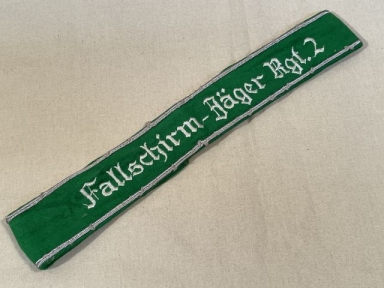 Fallschirm-Jäger Rgt. 2